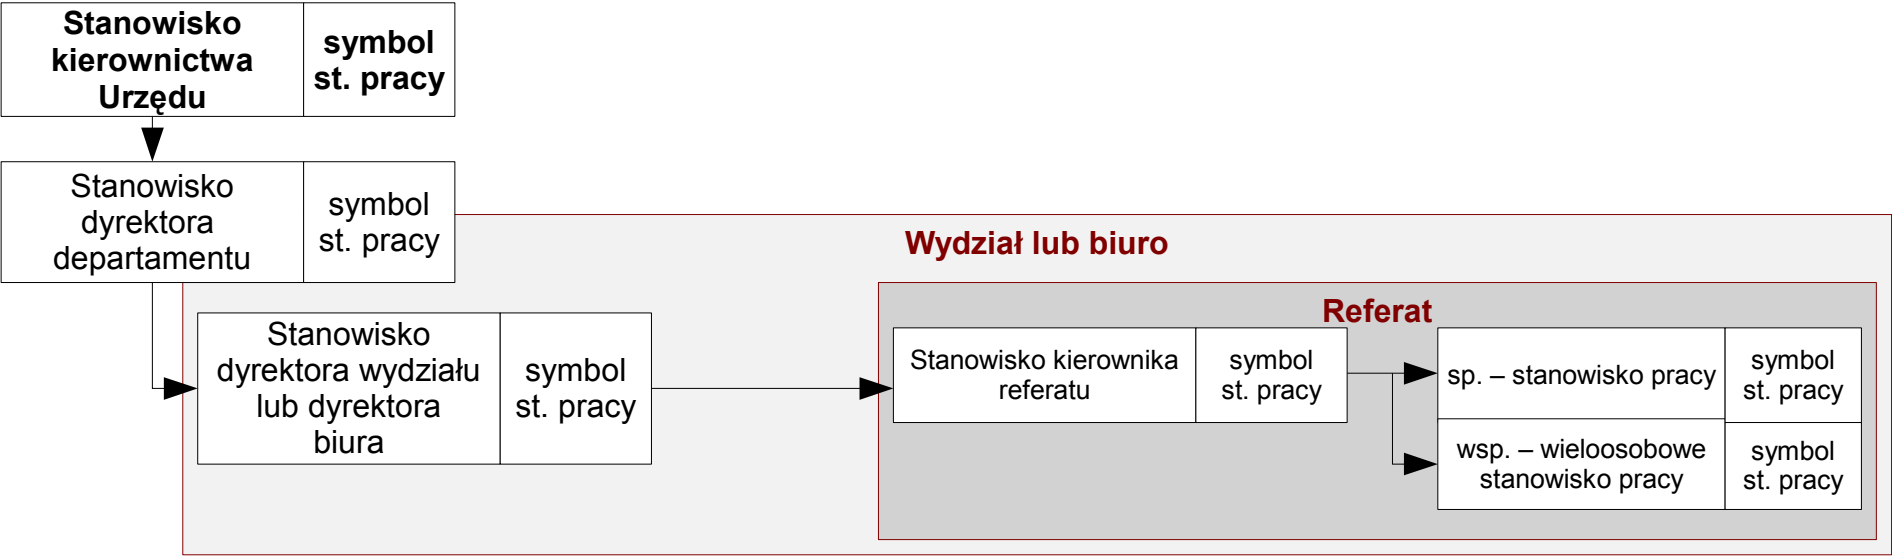 Stanowisko
kierownictwa
Urzędu
symbol
st. pracy
Stanowisko
dyrektora
departamentu
symbol
st. pracy
Wydział lub biuro
Stanowisko
dyrektora wydziału
lub dyrektora
biura
symbol
st. pracy
Referat
Stanowisko kierownika
referatu
symbol
st. pracy
sp. – stanowisko pracy
symbol
st. pracy
wsp. – wieloosobowe
stanowisko pracy
symbol
st. pracy